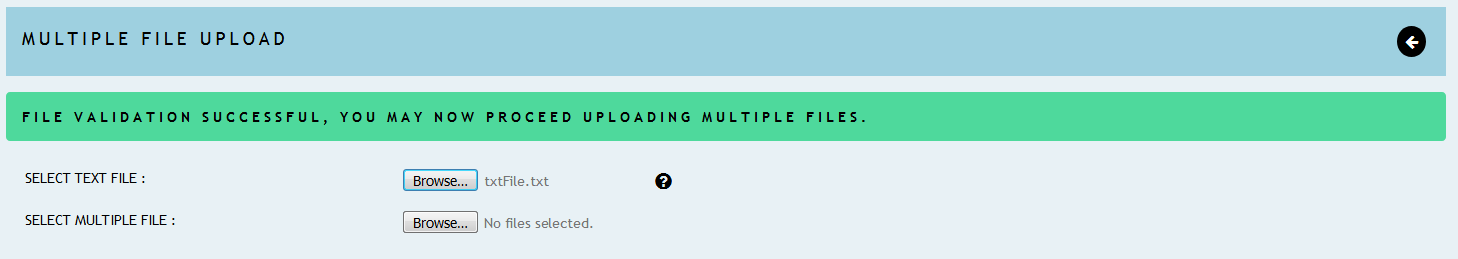 MULTIPLE FILE UPLOAD
FILE VALIDATION SUCCESSFUL, YOU MAY NOW PROCEED UPLOADING MULTIPLE FILES.
SELECT TEXT FILE : Browse... txtFile.txt ?
SELECT MULTIPLE FILE : Browse... No files selected.